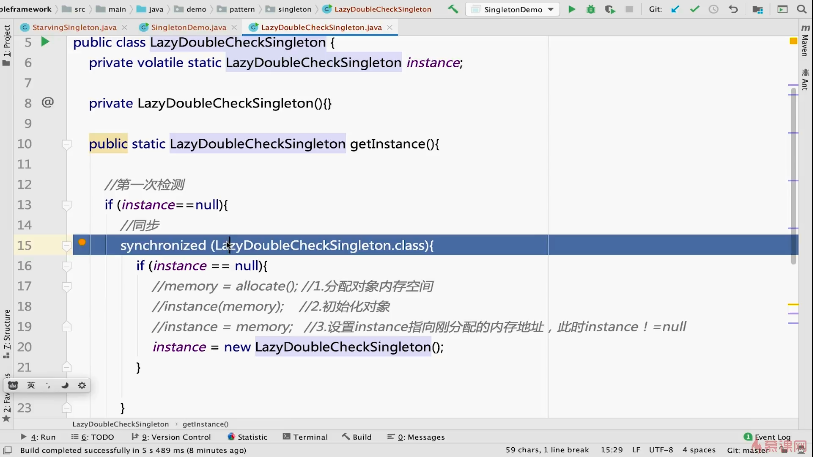 pleframework src main java demo pattern singleton LazyDoubleCheckSingleton SingletonDemo Git:
StarvingSingleton.java SingletonDemo.java LazyDoubleCheckSingleton.java
1: Project
Maven
Ant
7: Structure
2: Favorites
5 public class LazyDoubleCheckSingleton {
6 private volatile static LazyDoubleCheckSingleton instance;
7
8 @ private LazyDoubleCheckSingleton(){}
9
10 public static LazyDoubleCheckSingleton getInstance(){
11
12 //第一次检测
13 if (instance==null){
14 //同步
15 synchronized (LazyDoubleCheckSingleton.class){
16 if (instance == null){
17 //memory = allocate(); //1.分配对象内存空间
18 //instance(memory); //2.初始化对象
19 //instance = memory; //3.设置instance指向刚分配的内存地址，此时instance！=null
20 instance = new LazyDoubleCheckSingleton();
21 }
英
23 }
LazyDoubleCheckSingleton getInstance()
4: Run 6: TODO 9: Version Control Statistic Terminal Build 0: Messages 1 Event Log
Build completed successfully in 5 s 489 ms (8 minutes ago) 59 chars, 1 line break 15:29 LF UTF-8 4 spaces Git: master
慕课网